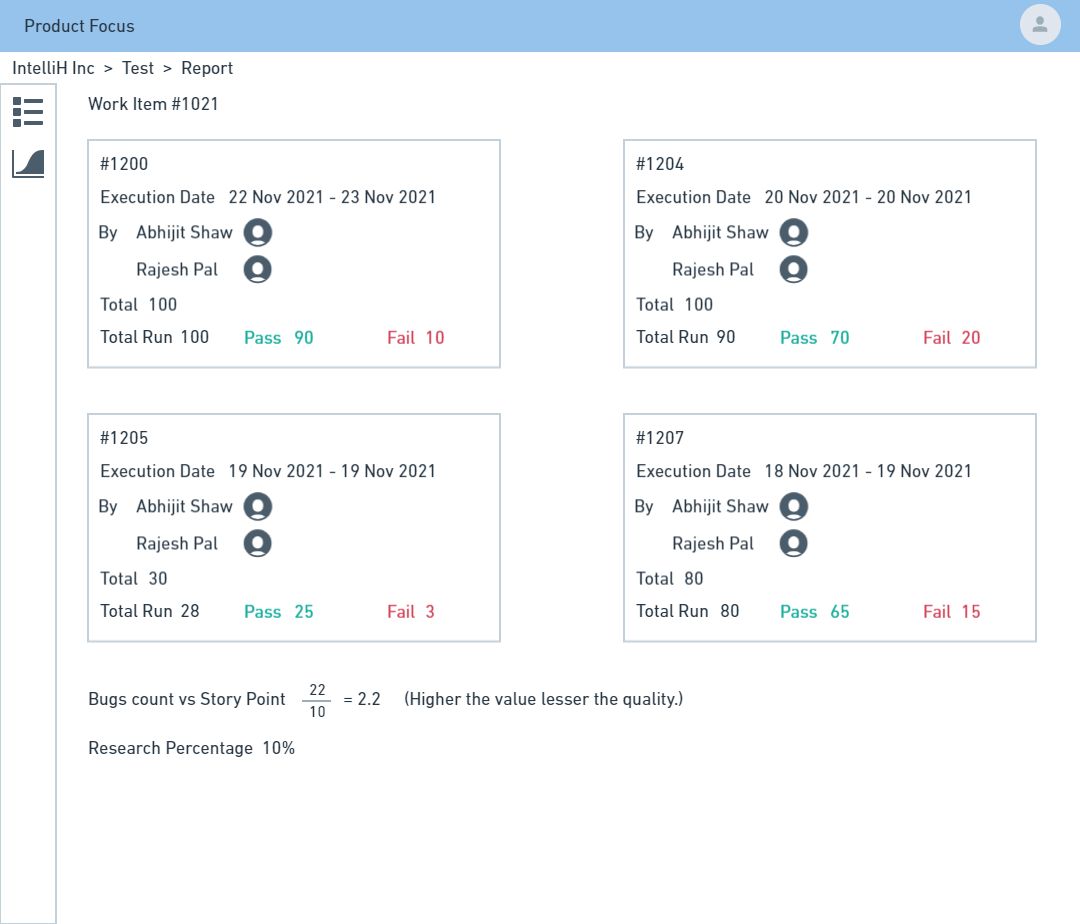 Product Focus
IntelliH Inc > Test > Report
Work Item #1021
#1200
Execution Date 22 Nov 2021 - 23 Nov 2021
By Abhijit Shaw
Rajesh Pal
Total 100
Total Run 100 Pass 90 Fail 10
#1204
Execution Date 20 Nov 2021 - 20 Nov 2021
By Abhijit Shaw
Rajesh Pal
Total 100
Total Run 90 Pass 70 Fail 20
#1205
Execution Date 19 Nov 2021 - 19 Nov 2021
By Abhijit Shaw
Rajesh Pal
Total 30
Total Run 28 Pass 25 Fail 3
#1207
Execution Date 18 Nov 2021 - 19 Nov 2021
By Abhijit Shaw
Rajesh Pal
Total 80
Total Run 80 Pass 65 Fail 15
Bugs count vs Story Point 22/10 = 2.2 (Higher the value lesser the quality.)
Research Percentage 10%